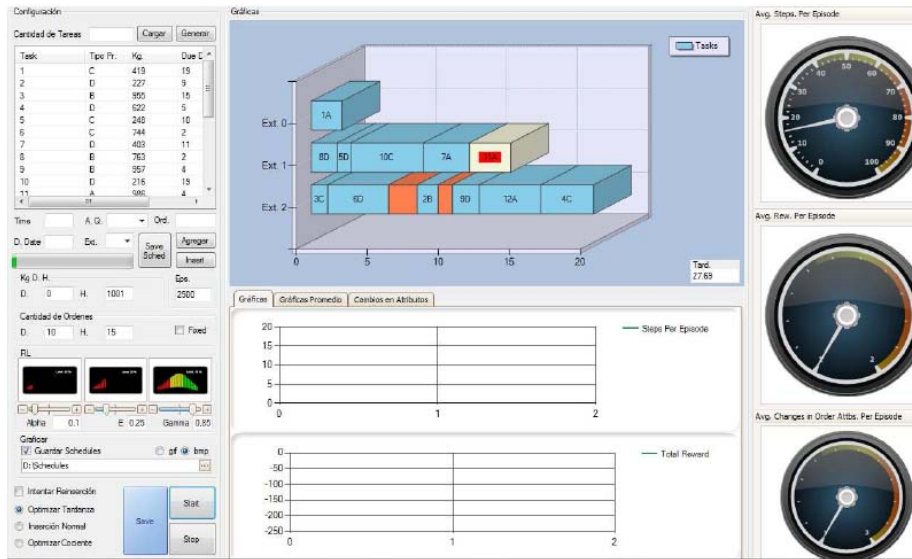 Configuración
Cantidad de Tareas Cargar Generar
Task Tipo Pr. Kg. Due D
1 C 419 19
2 D 227 9
3 B 955 15
4 D 622 5
5 C 248 10
6 C 744 2
7 D 403 11
8 B 763 2
9 B 957 4
10 D 216 19
11 A 986 4
Time A. Q. Ord.
D. Date Ext. Save Sched Agregar
Insert
Kg D. H. Eps.
D. 0 H. 1001 2500
Cantidad de Ordenes
D. 10 H. 15 Fixed
RL
Alpha 0.1 E 0.25 Gamma 0.85
Graficar
Guardar Schedules gif bmp
D:\Schedules ...
Intentar Reinserción
Optimizar Tardanza
Inserción Normal
Optimizar Cociente
Save
Start
Stop
Gráficas
Tasks
Ext. 0
1A
Ext. 1
8D 5D 10C 7A 11A
Ext. 2
3C 6D 2B 9D 12A 4C
0 5 10 15 20
Tard.
27.69
Gráficas Gráficas Promedio Cambios en Atributos
20
15
10
5
0
0 1 2
Steps Per Episode
-0
-50
-100
-150
-200
-250
0 1 2
Total Reward
Avg. Steps. Per Episode
0 10 20 30 40 50 60 70 80 90 100
Avg. Rew. Per Episode
2
Avg. Changes in Order Attbs. Per Episode